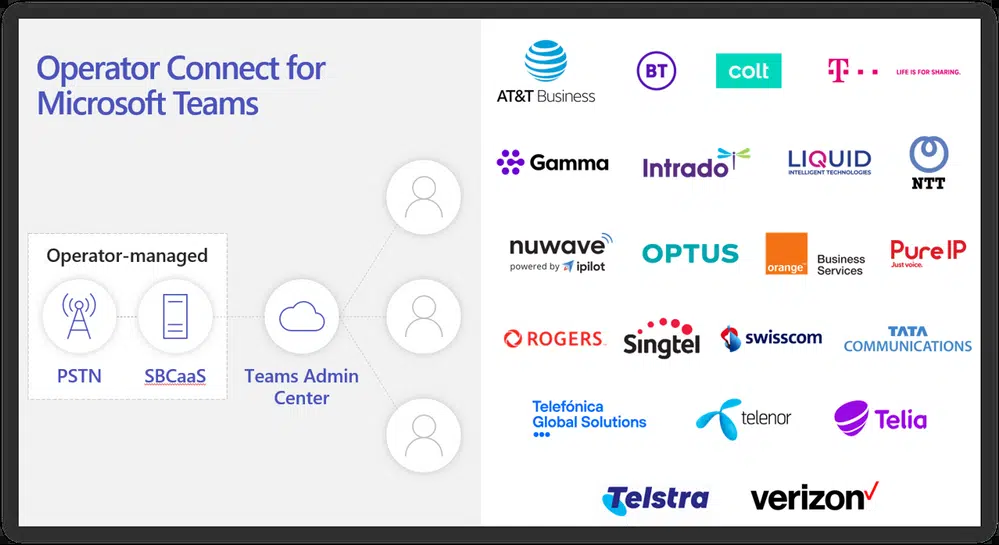 Operator Connect for
Microsoft Teams
Operator-managed
PSTN
SBCaaS
Teams Admin
Center
AT&T Business
BT
colt
T
LIFE IS FOR SHARING.
Gamma
Intrado
LIQUID
INTELLIGENT TECHNOLOGIES
NTT
nuwave
powered by ipilot
OPTUS
orange™
Business
Services
Pure IP
Just voice.
ROGERS™
Singtel
swisscom
TATA
COMMUNICATIONS
Telefónica
Global Solutions
telenor
Telia
Telstra
verizon✓